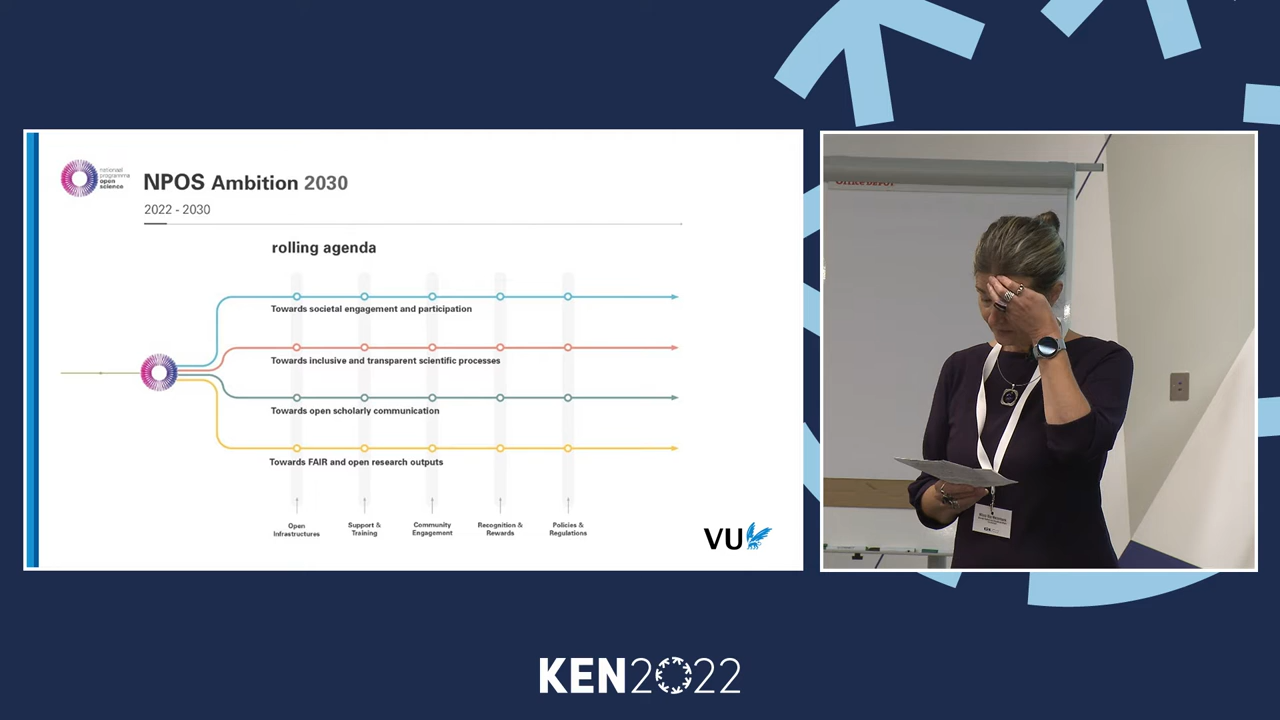 nationaal
programma
open
science
NPOS Ambition 2030
2022 - 2030
rolling agenda
Towards societal engagement and participation
Towards inclusive and transparent scientific processes
Towards open scholarly communication
Towards FAIR and open research outputs
Open
Infrastructures
Support &
Training
Community
Engagement
Recognition &
Rewards
Policies &
Regulations
VU
Office DEPOT
KEN2022